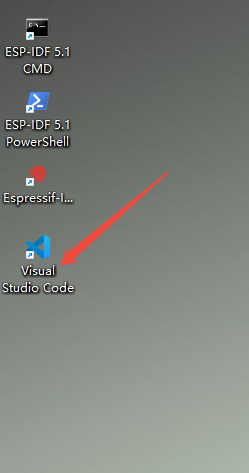 ESP-IDF 5.1
CMD
ESP-IDF 5.1
PowerShell
Espressif-I...
Visual
Studio Code